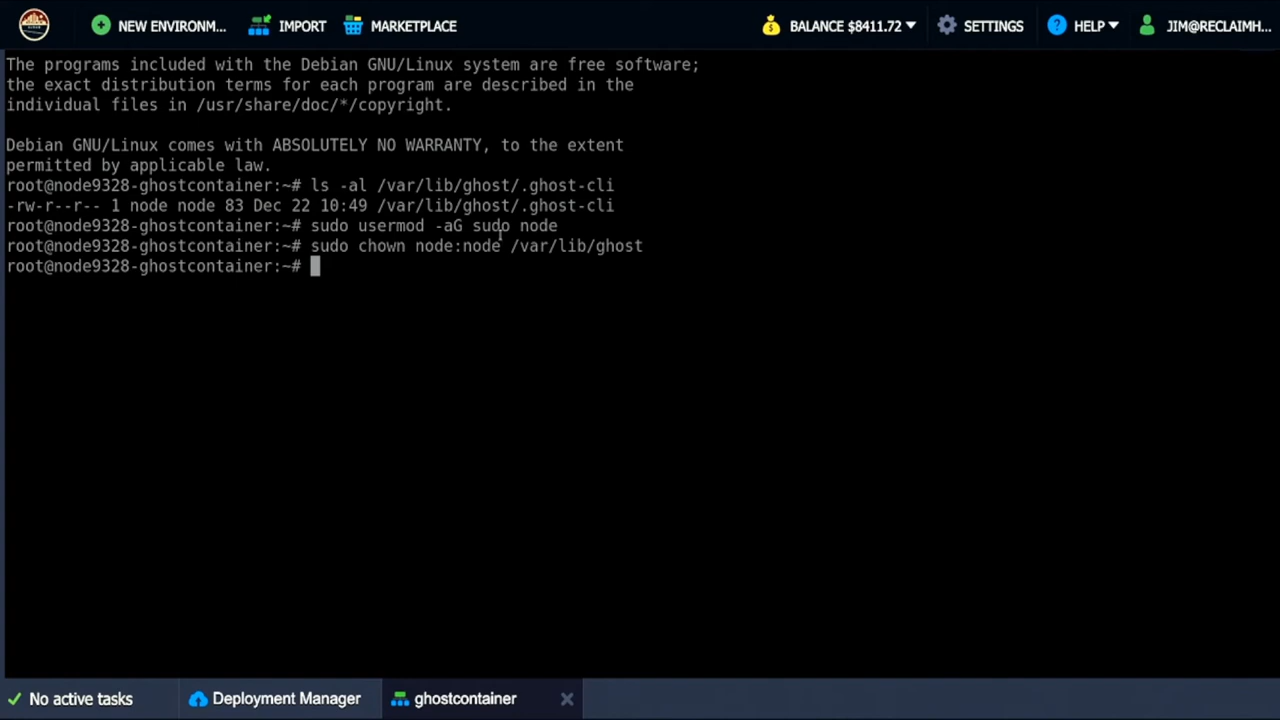 NEW ENVIRONM... IMPORT MARKETPLACE BALANCE $8411.72 SETTINGS ? HELP JIM@RECLAIMH...
The programs included with the Debian GNU/Linux system are free software;
the exact distribution terms for each program are described in the
individual files in /usr/share/doc/*/copyright.
Debian GNU/Linux comes with ABSOLUTELY NO WARRANTY, to the extent
permitted by applicable law.
root@node9328-ghostcontainer:~# ls -al /var/lib/ghost/.ghost-cli
-rw-r--r-- 1 node node 83 Dec 22 10:49 /var/lib/ghost/.ghost-cli
root@node9328-ghostcontainer:~# sudo usermod -aG sudo node
root@node9328-ghostcontainer:~# sudo chown node:node /var/lib/ghost
root@node9328-ghostcontainer:~#
No active tasks Deployment Manager ghostcontainer